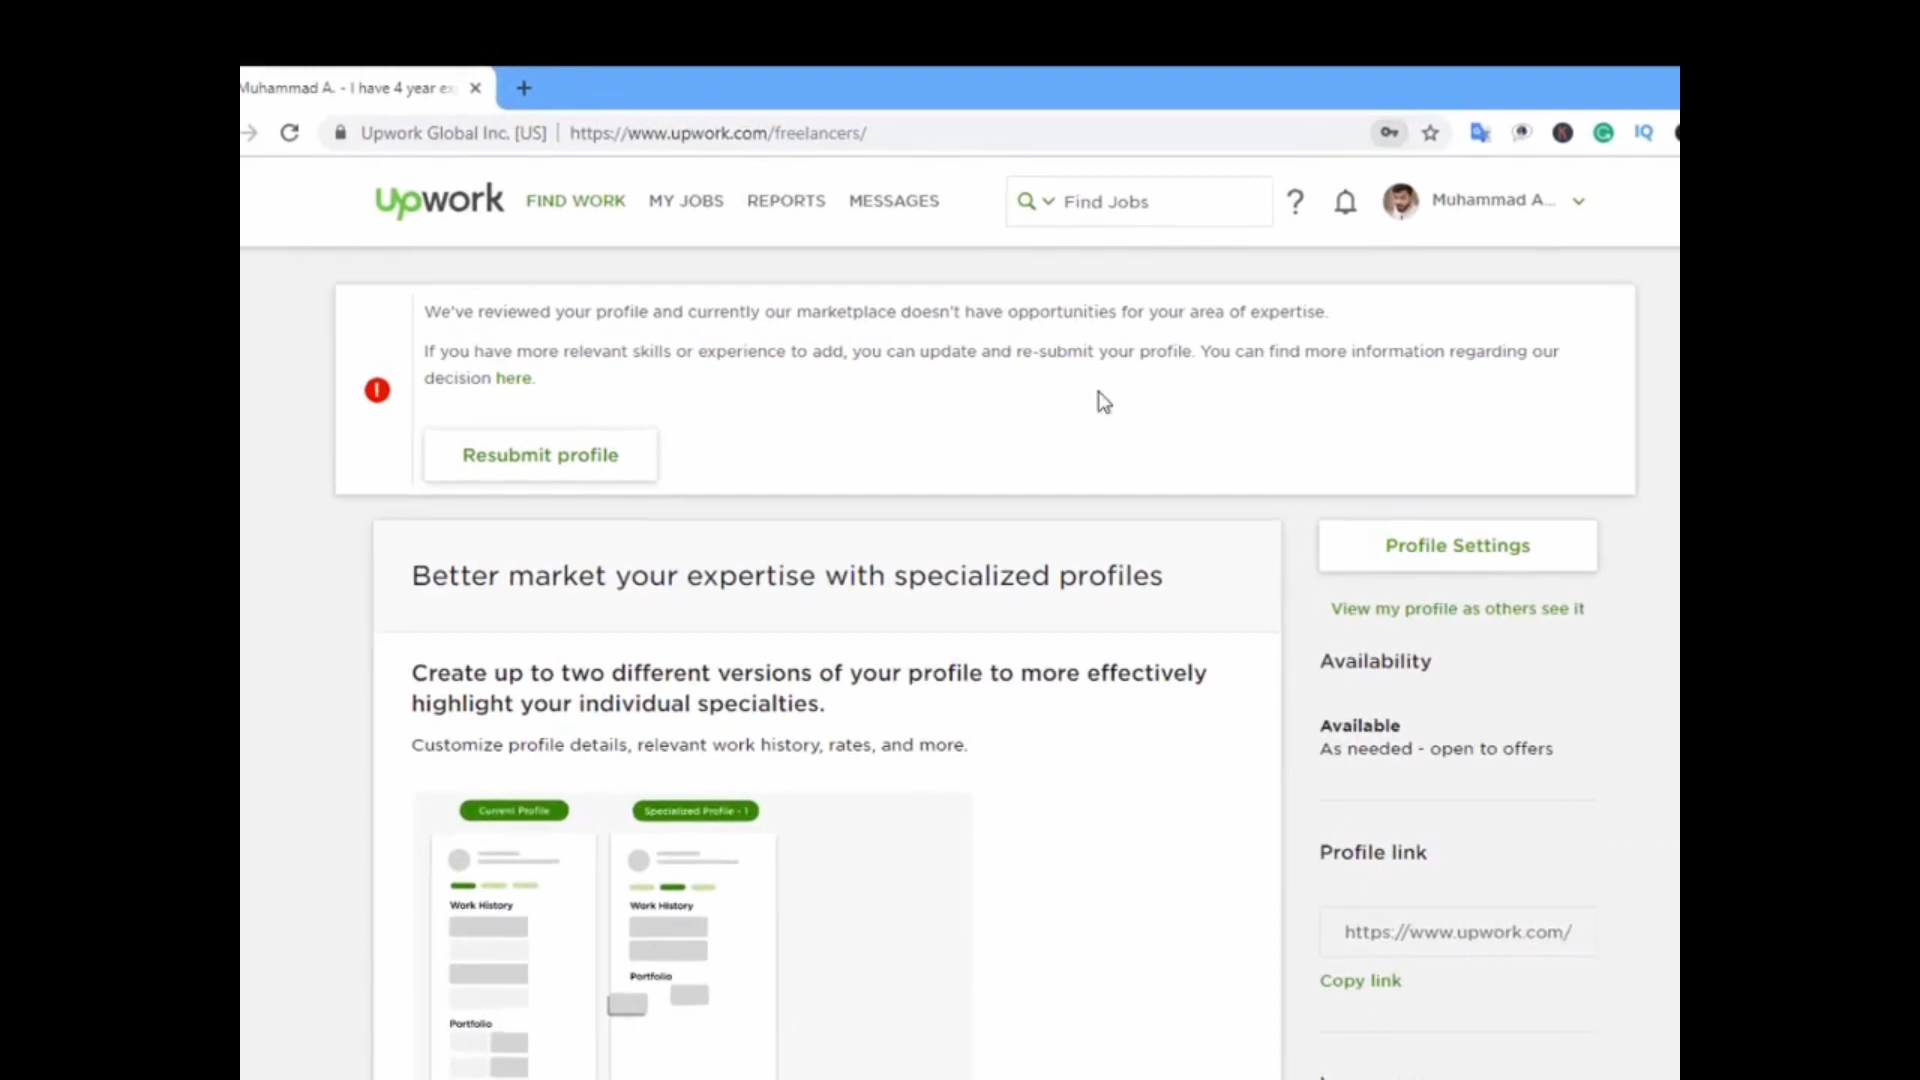 Muhammad A. - I have 4 year ex
Upwork Global Inc. [US] | https://www.upwork.com/freelancers/
IQ
Upwork FIND WORK MY JOBS REPORTS MESSAGES Find Jobs ? Muhammad A...
We've reviewed your profile and currently our marketplace doesn't have opportunities for your area of expertise.
If you have more relevant skills or experience to add, you can update and re-submit your profile. You can find more information regarding our
decision here.
Resubmit profile
Better market your expertise with specialized profiles
Create up to two different versions of your profile to more effectively
highlight your individual specialties.
Customize profile details, relevant work history, rates, and more.
Current Profile
Specialized Profile - 1
Work History
Work History
Portfolio
Portfolio
Profile Settings
View my profile as others see it
Availability
Available
As needed - open to offers
Profile link
https://www.upwork.com/
Copy link